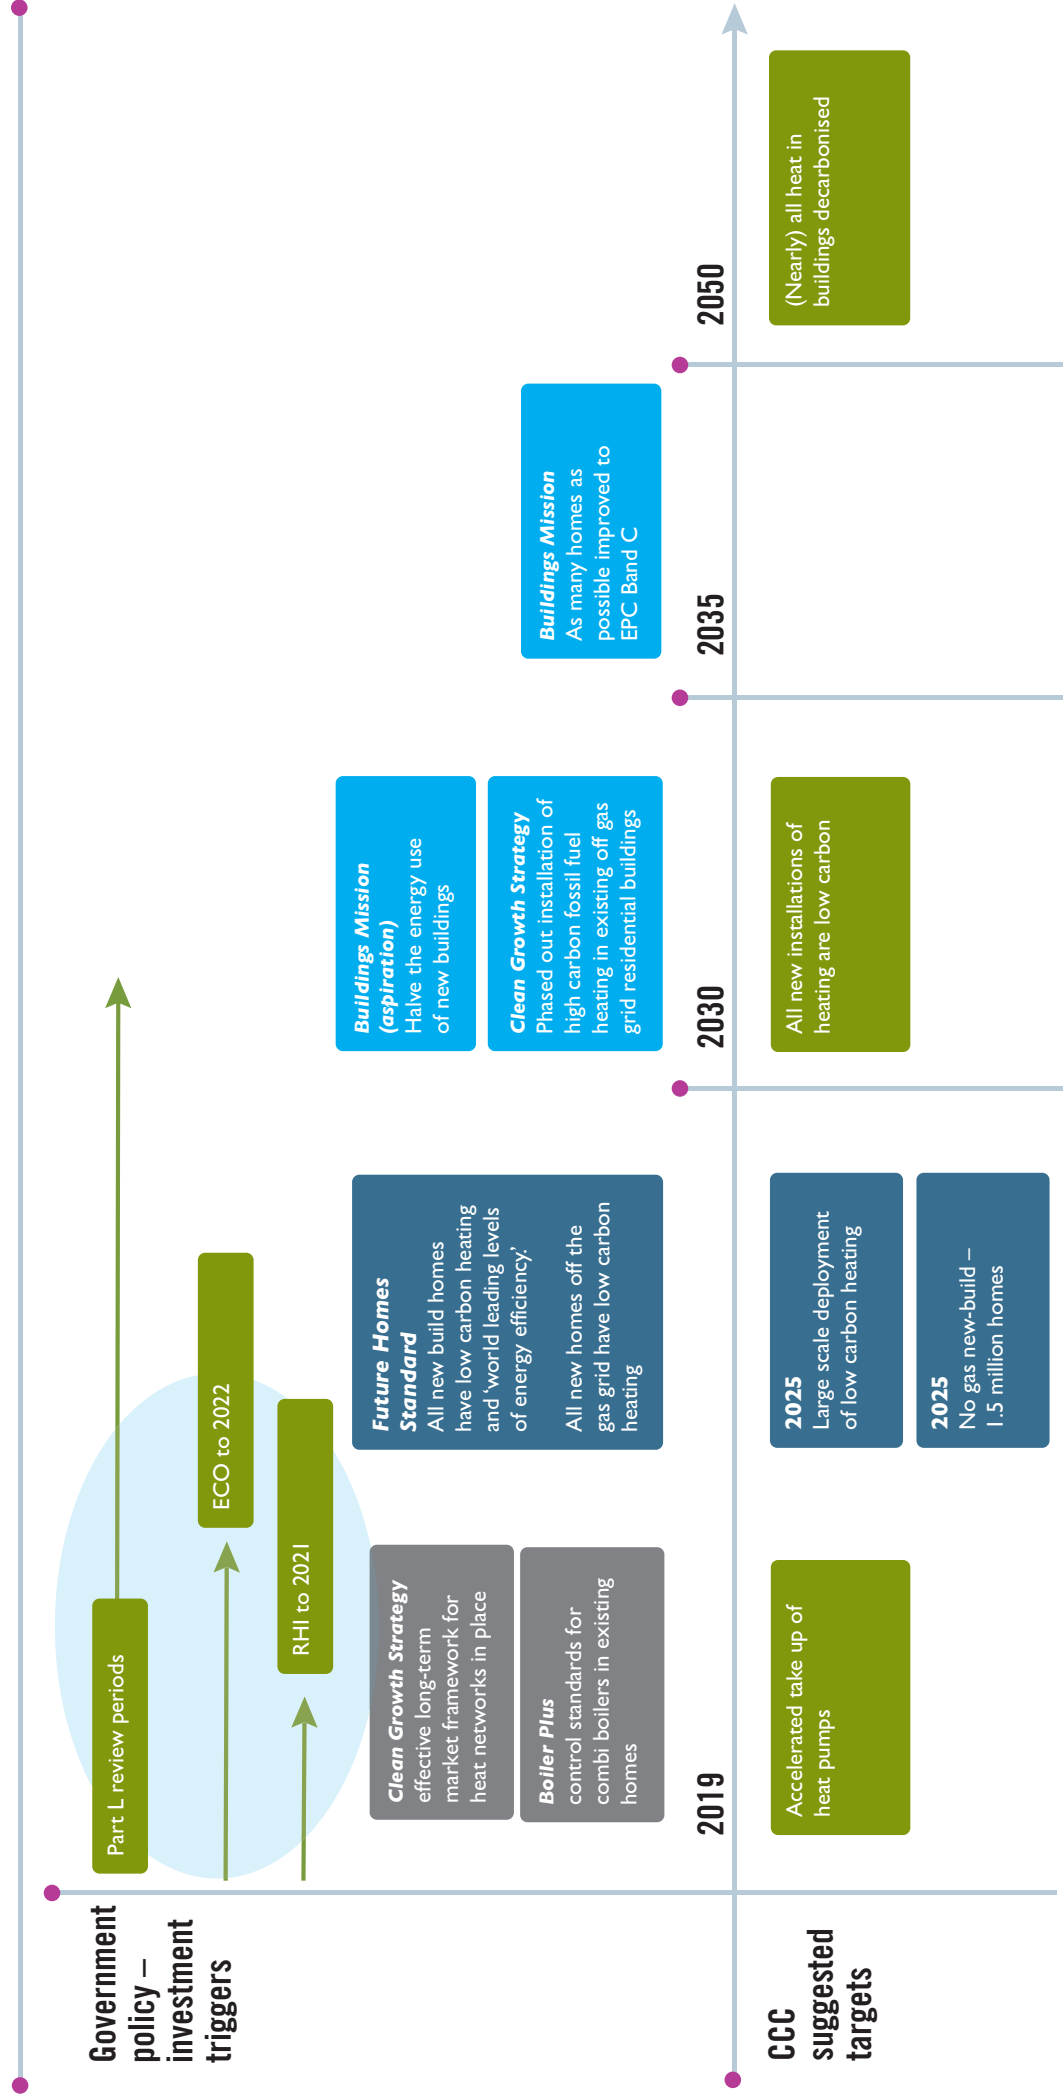 Government
policy –
investment
triggers
Part L review periods
ECO to 2022
RHI to 2021
Clean Growth Strategy
effective long-term
market framework for
heat networks in place
Boiler Plus
control standards for
combi boilers in existing
homes
Future Homes
Standard
All new build homes
have low carbon heating
and ‘world leading levels
of energy efficiency.’
All new homes off the
gas grid have low carbon
heating
Buildings Mission
(aspiration)
Halve the energy use
of new buildings
Clean Growth Strategy
Phased out installation of
high carbon fossil fuel
heating in existing off gas
grid residential buildings
Buildings Mission
As many homes as
possible improved to
EPC Band C
2019
2030
2035
2050
CCC
suggested
targets
Accelerated take up of
heat pumps
2025
Large scale deployment
of low carbon heating
2025
No gas new-build –
1.5 million homes
All new installations of
heating are low carbon
(Nearly) all heat in
buildings decarbonised